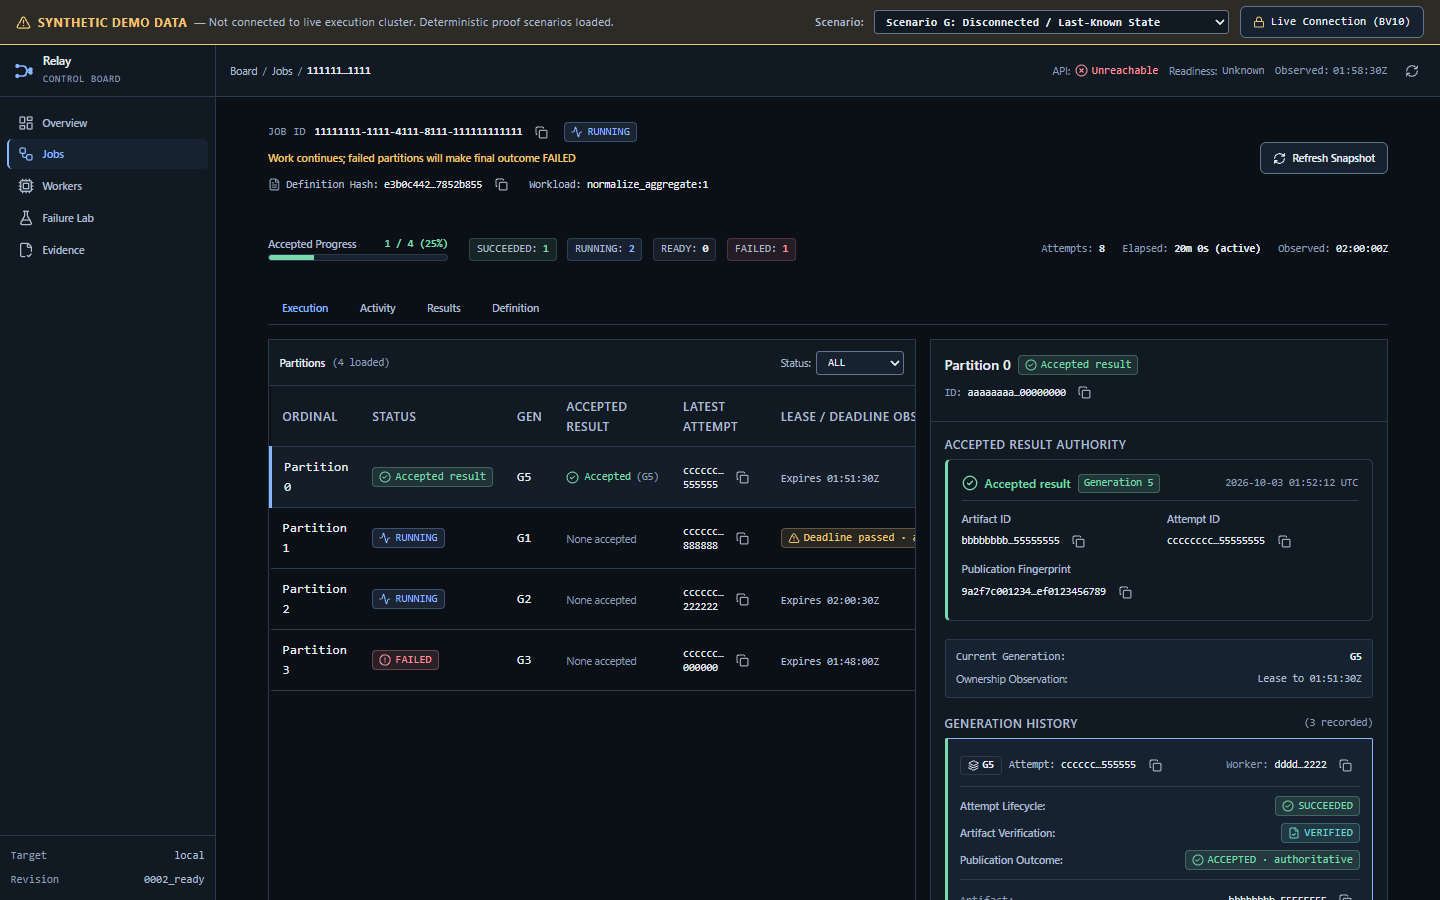 SYNTHETIC DEMO DATA — Not connected to live execution cluster. Deterministic proof scenarios loaded.
Scenario: Scenario G: Disconnected / Last-Known State
Live Connection (BV10)
Relay
CONTROL BOARD
Board / Jobs / 111111…1111
API: Unreachable Readiness: Unknown Observed: 01:58:30Z
Overview
Jobs
Workers
Failure Lab
Evidence
Target local
Revision 0002_ready
JOB ID 11111111-1111-4111-8111-111111111111 RUNNING
Work continues; failed partitions will make final outcome FAILED
Definition Hash: e3b0c442…7852b855 Workload: normalize_aggregate:1
Refresh Snapshot
Accepted Progress 1 / 4 (25%)
SUCCEEDED: 1 RUNNING: 2 READY: 0 FAILED: 1
Attempts: 8 Elapsed: 20m 0s (active) Observed: 02:00:00Z
Execution Activity Results Definition
Partitions (4 loaded)
Status: ALL
ORDINAL STATUS GEN ACCEPTED RESULT LATEST ATTEMPT LEASE / DEADLINE OBS
Partition 0 Accepted result G5 Accepted (G5) cccccc…555555 Expires 01:51:30Z
Partition 1 RUNNING G1 None accepted cccccc…888888 Deadline passed ·
Partition 2 RUNNING G2 None accepted cccccc…222222 Expires 02:00:30Z
Partition 3 FAILED G3 None accepted cccccc…000000 Expires 01:48:00Z
Partition 0 Accepted result
ID: aaaaaaaa…00000000
ACCEPTED RESULT AUTHORITY
Accepted result Generation 5 2026-10-03 01:52:12 UTC
Artifact ID Attempt ID
bbbbbbbb…55555555 cccccccc…55555555
Publication Fingerprint
9a2f7c001234…ef0123456789
Current Generation: G5
Ownership Observation: Lease to 01:51:30Z
GENERATION HISTORY (3 recorded)
G5 Attempt: cccccc…555555 Worker: dddd…2222
Attempt Lifecycle: SUCCEEDED
Artifact Verification: VERIFIED
Publication Outcome: ACCEPTED · authoritative
Artifact: bbbbbbbb…55555555